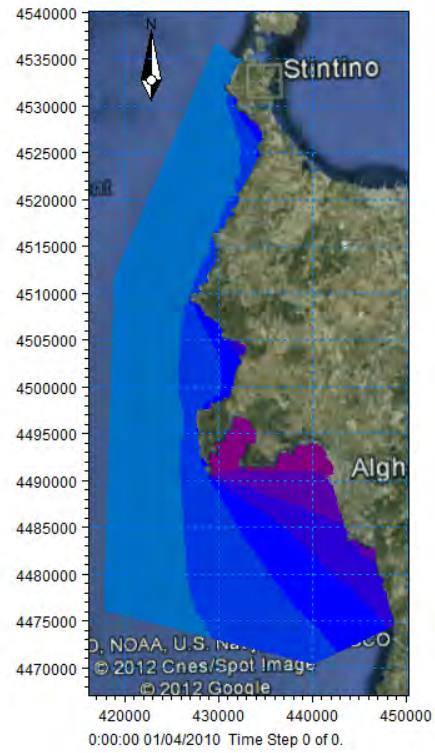 N
4540000
Stintino
4535000
4530000
4525000
nt
4520000
4515000
4510000
4505000
4500000
4495000
Algh
4490000
4485000
4480000
4475000
O, NOAA, U.S. Na
CO
© 2012 Cnes/Spot Image
4470000
© 2012 Google
420000 430000 440000 450000
0:00:00 01/04/2010 Time Step 0 of 0.